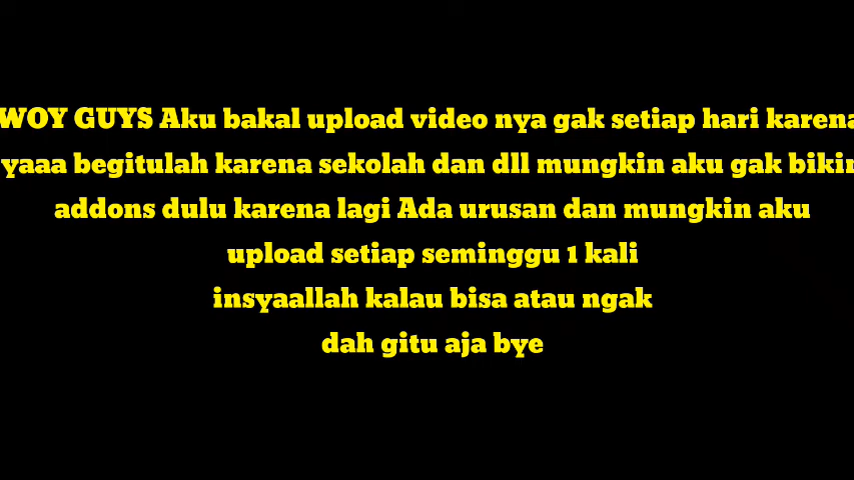 WOY GUYS Aku bakal upload video nya gak setiap hari karena
yaaa begitulah karena sekolah dan dll mungkin aku gak bikin
addons dulu karena lagi Ada urusan dan mungkin aku
upload setiap seminggu 1 kali
insyaallah kalau bisa atau ngak
dah gitu aja bye